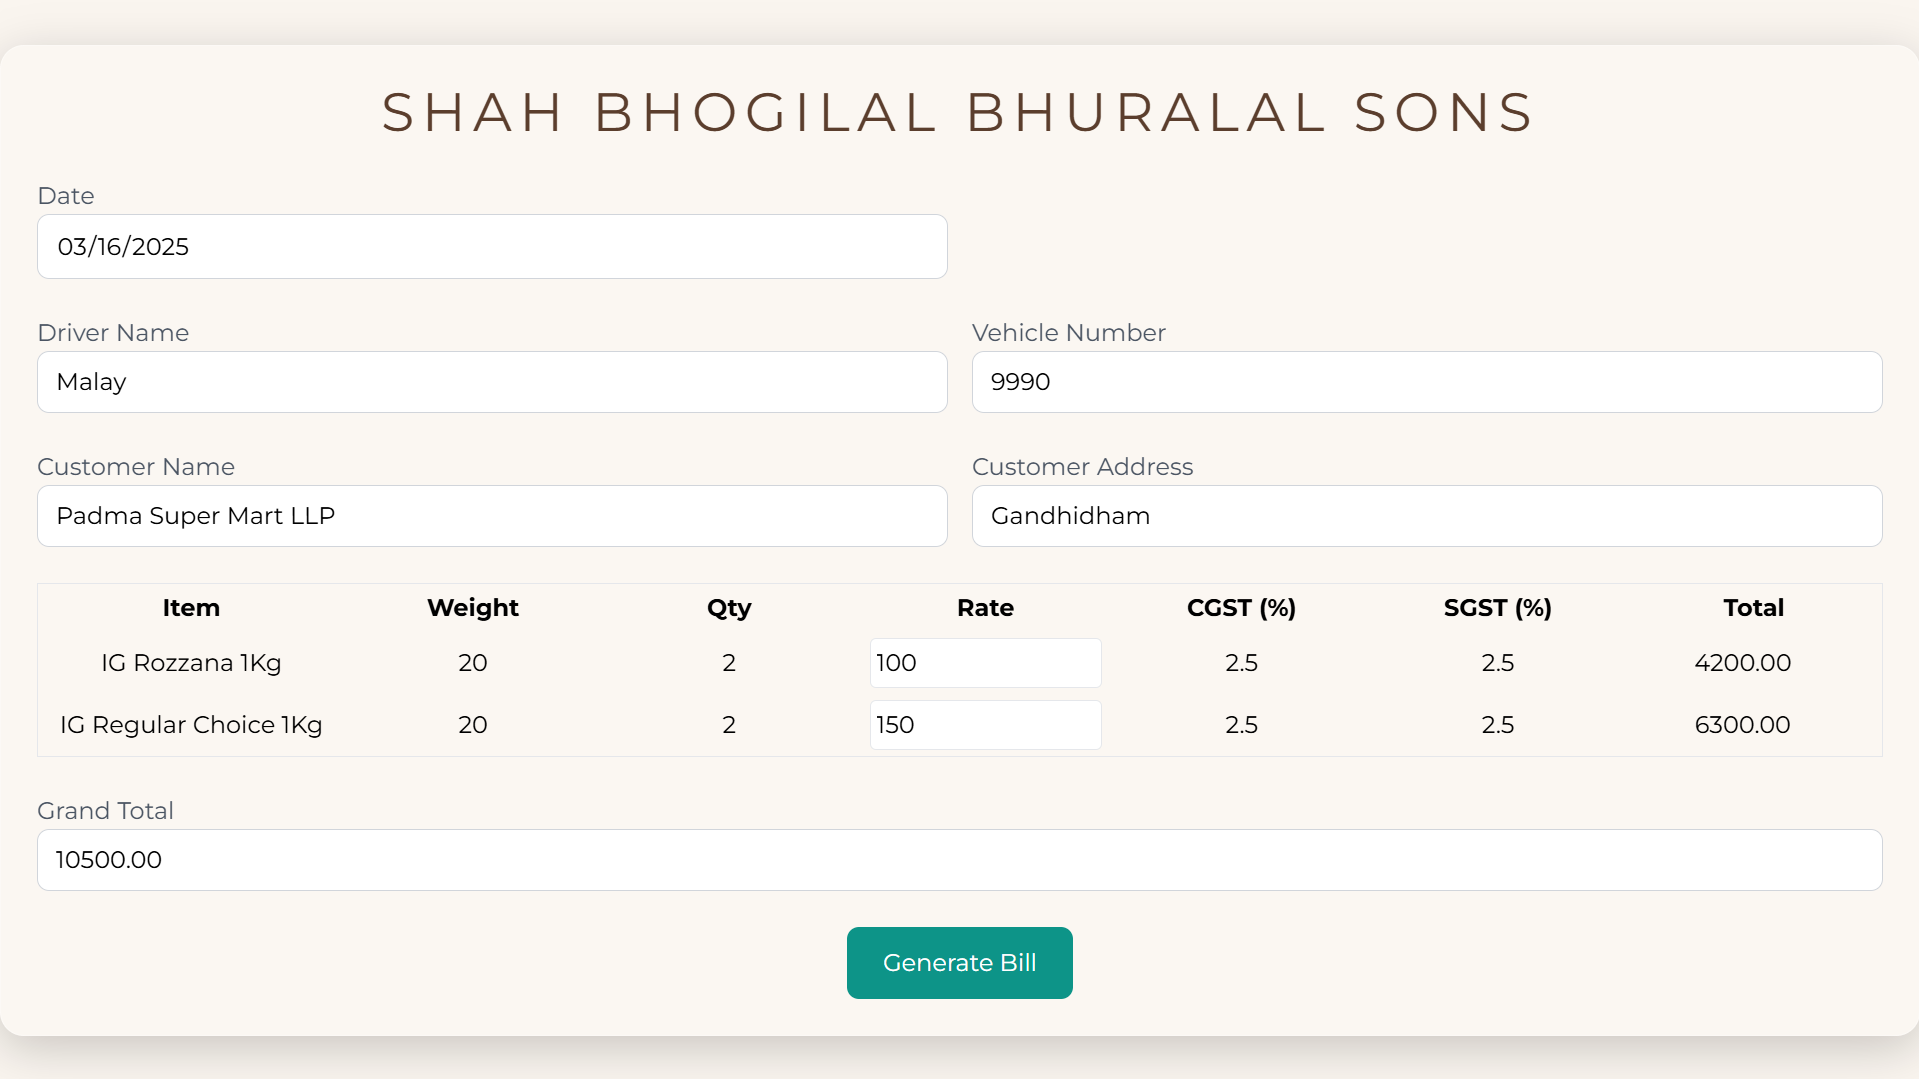 SHAH BHOGILAL BHURALAL SONS
Date
03/16/2025
Driver Name Vehicle Number
Malay 9990
Customer Name Customer Address
Padma Super Mart LLP Gandhidham
Item Weight Qty Rate CGST (%) SGST (%) Total
IG Rozzana 1Kg 20 2 100 2.5 2.5 4200.00
IG Regular Choice 1Kg 20 2 150 2.5 2.5 6300.00
Grand Total
10500.00
Generate Bill